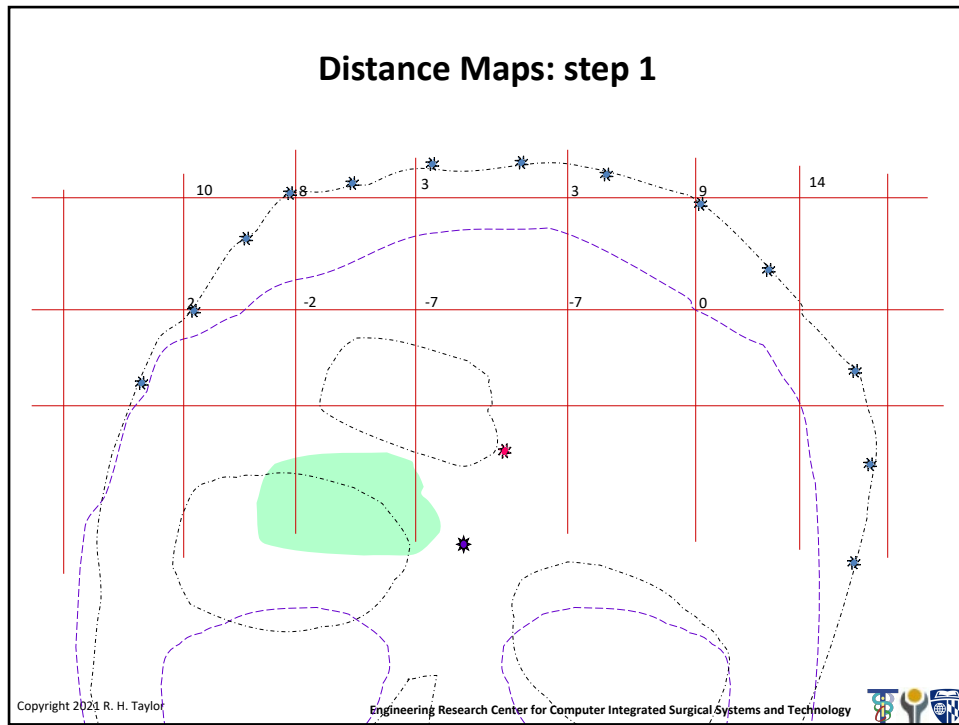 Distance Maps: step 1
10 8 3 3 9 14
2 -2 -7 -7 0
Copyright 2021 R. H. Taylor
Engineering Research Center for Computer Integrated Surgical Systems and Technology